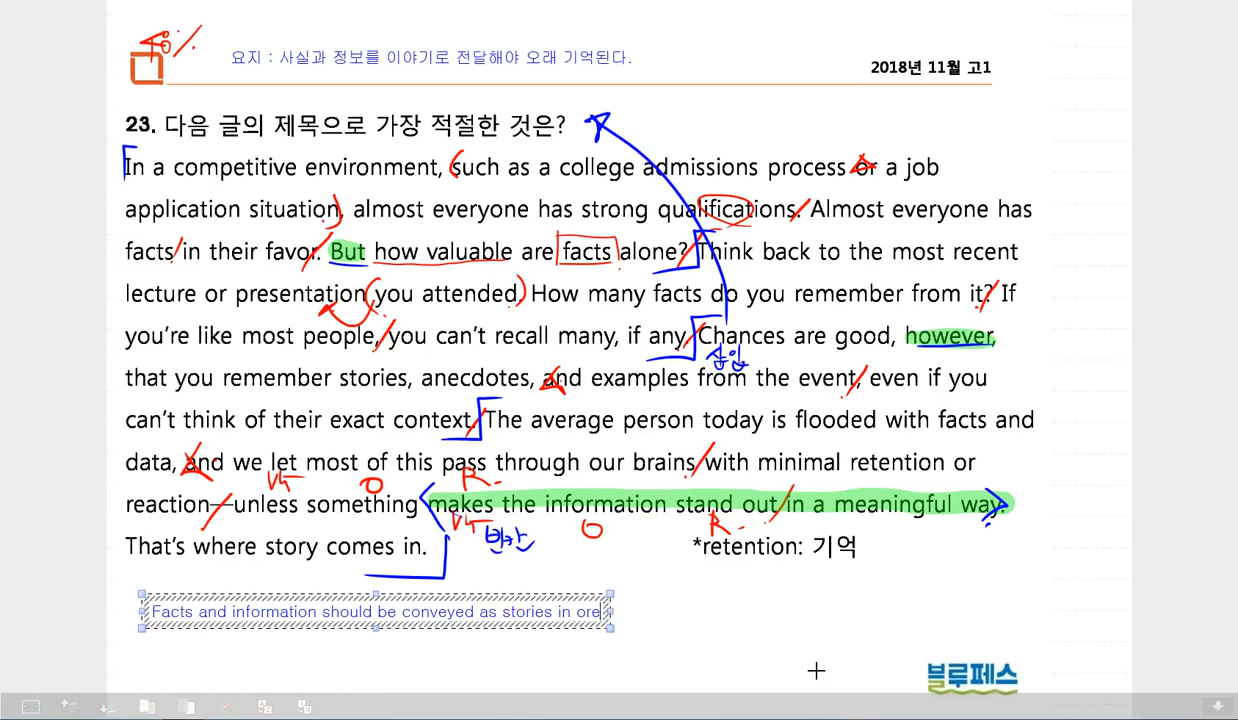 40%
요지 : 사실과 정보를 이야기로 전달해야 오래 기억된다.
2018년 11월 고1
23. 다음 글의 제목으로 가장 적절한 것은?
In a competitive environment, such as a college admissions process or a job
application situation, almost everyone has strong qualifications. Almost everyone has
facts in their favor. But how valuable are facts alone? Think back to the most recent
lecture or presentation you attended. How many facts do you remember from it? If
you're like most people, you can't recall many, if any. Chances are good, however,
삽입
that you remember stories, anecdotes, and examples from the event, even if you
can't think of their exact context. The average person today is flooded with facts and
data, and we let most of this pass through our brains with minimal retention or
V5 O R.
reaction—unless something makes the information stand out in a meaningful way.
V5 빈칸 O R.
That's where story comes in.
*retention: 기억
Facts and information should be conveyed as stories in ore
블루페스